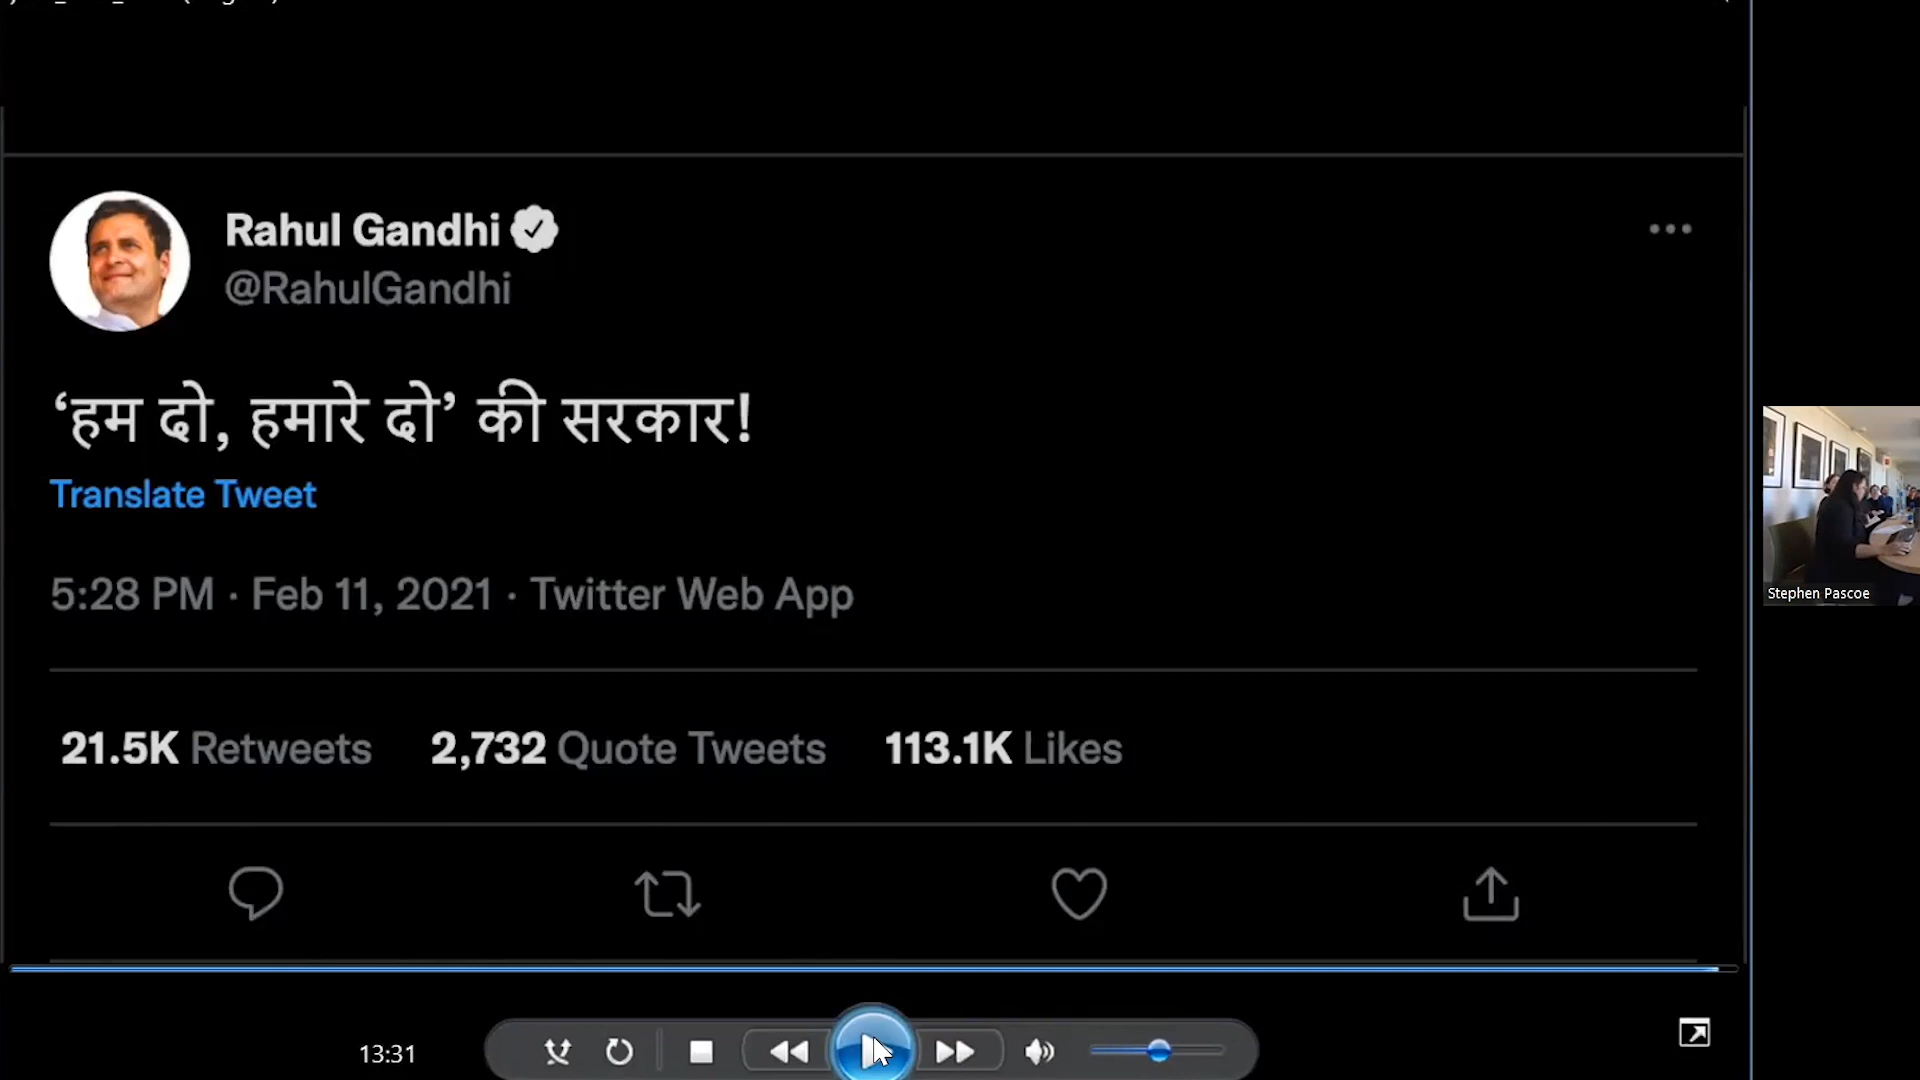 Rahul Gandhi
@RahulGandhi
‘हम दो, हमारे दो’ की सरकार!
Translate Tweet
5:28 PM · Feb 11, 2021 · Twitter Web App
21.5K Retweets 2,732 Quote Tweets 113.1K Likes
Stephen Pascoe
13:31